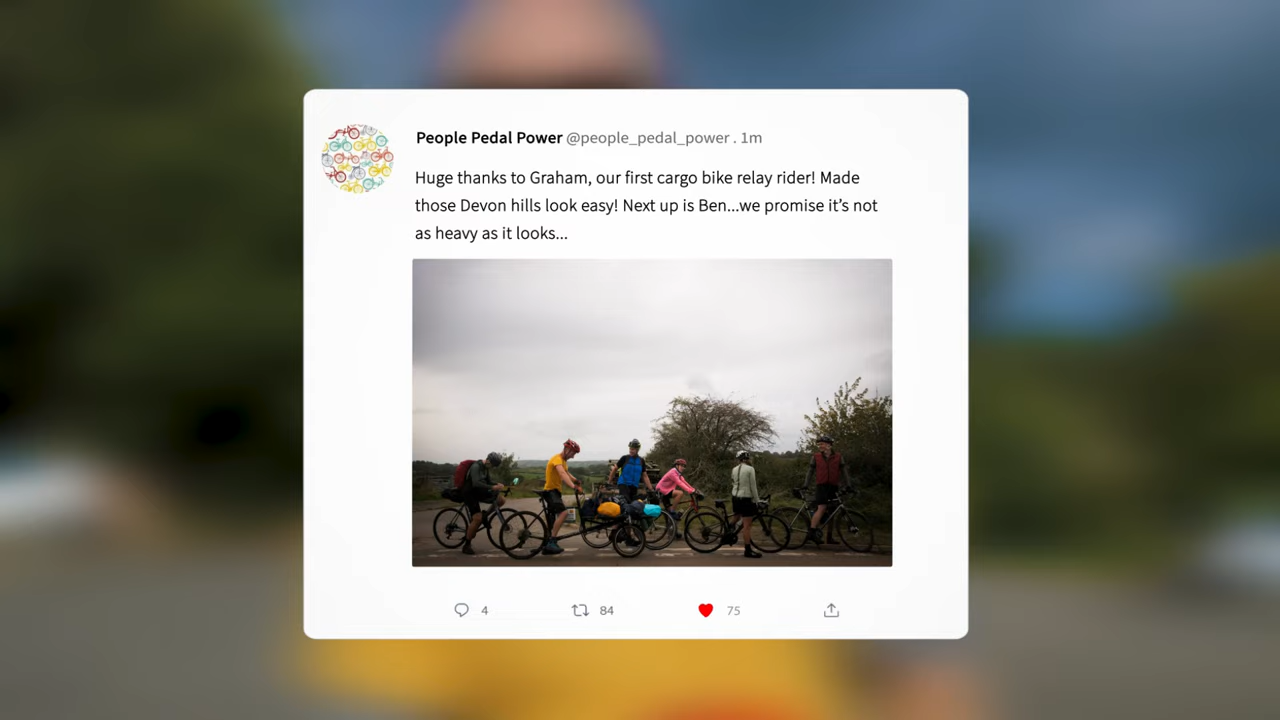 People Pedal Power @people_pedal_power . 1m
Huge thanks to Graham, our first cargo bike relay rider! Made
those Devon hills look easy! Next up is Ben...we promise it’s not
as heavy as it looks...
4 84 75